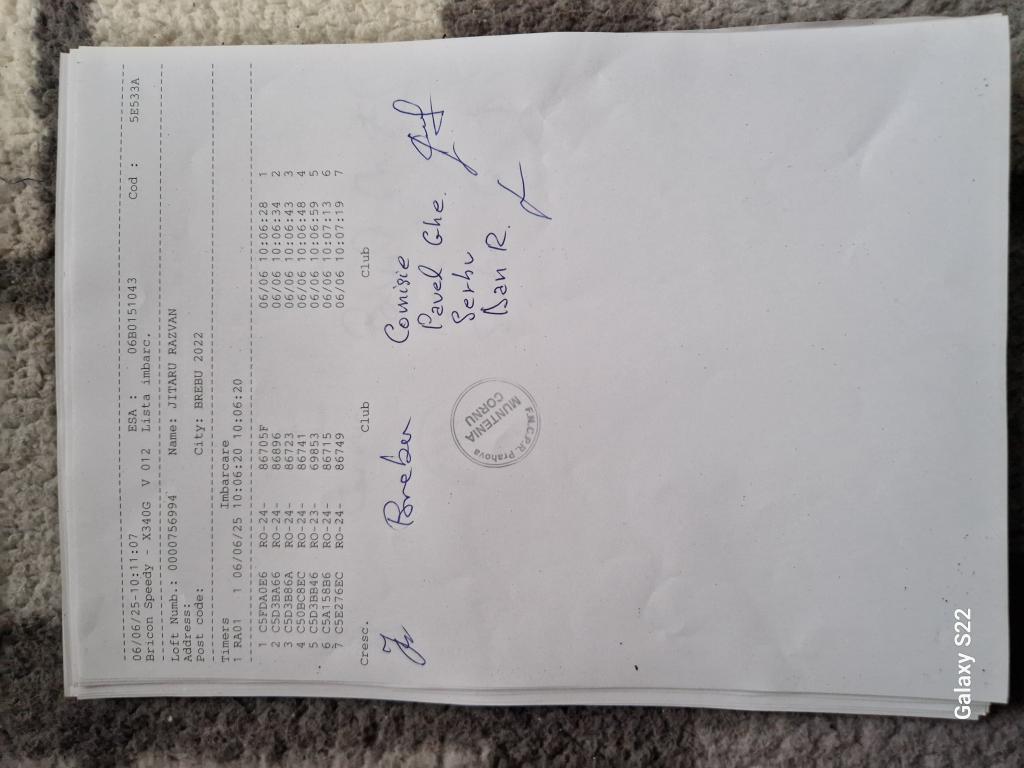 06/06/25-10:11:07 ESA : 06B0151043 Cod : 5E533A
Bricon Speedy - X340G V 012 Lista imbarc.
Loft Numb.: 0000756994 Name: JITARU RAZVAN
Address:
Post code: City: BREBU 2022
Timers Imbarcare
1 RA01 1 06/06/25 10:06:20 10:06:20
1 C5FDA0E6 RO-24- 86705F 06/06 10:06:28 1
2 C5D3BA66 RO-24- 86896 06/06 10:06:34 2
3 C5D3B86A RO-24- 86723 06/06 10:06:43 3
4 C50BC8EC RO-24- 86741 06/06 10:06:48 4
5 C5D3BB46 RO-23- 69853 06/06 10:06:59 5
6 C5A158B6 RO-24- 86715 06/06 10:07:13 6
7 C5E276EC RO-24- 86749 06/06 10:07:19 7
Cresc. Club Club
Comisie
Pavel Ghe.
Serbu
Dan R.
MUNTENIA
CORNU
F.M.C.P.R. Prahova
Galaxy S22